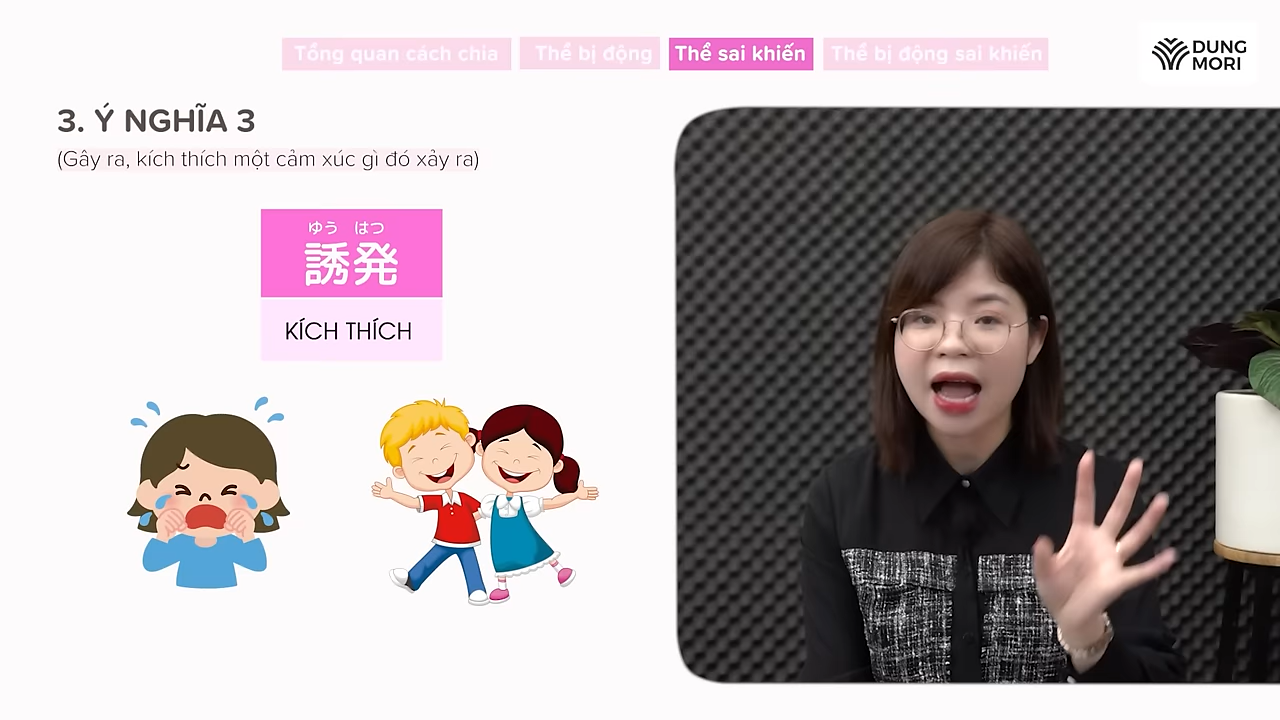 Tổng quan cách chia
Thể bị động
Thể sai khiến
Thể bị động sai khiến
DUNG
MORI
3. Ý NGHĨA 3
(Gây ra, kích thích một cảm xúc gì đó xảy ra)
ゆう はつ
誘発
KÍCH THÍCH